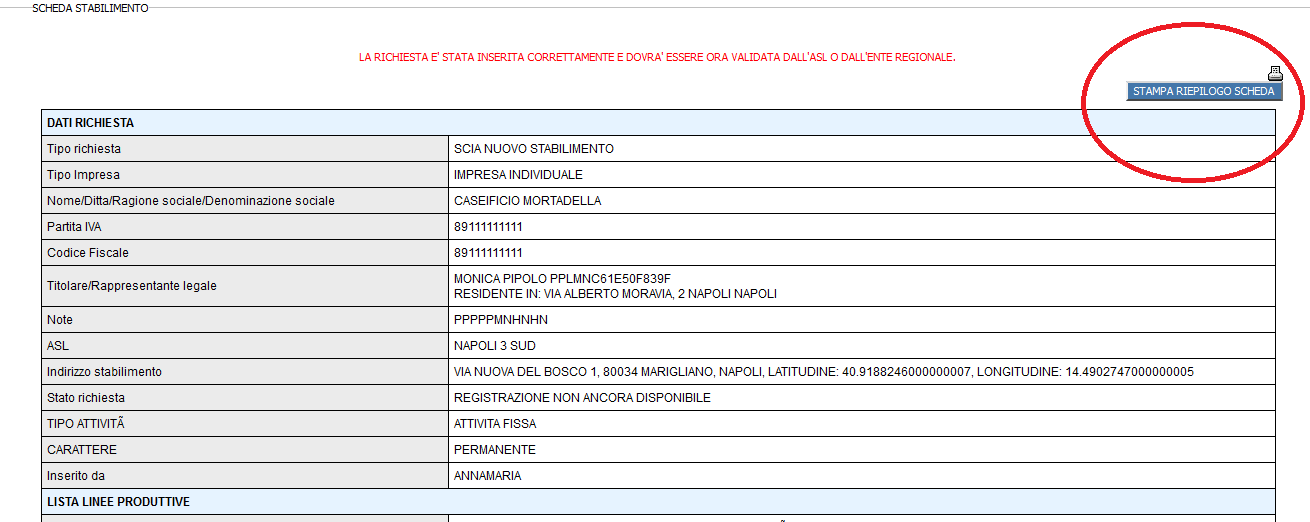 SCHEDA STABILIMENTO
LA RICHIESTA E' STATA INSERITA CORRETTAMENTE E DOVRA' ESSERE ORA VALIDATA DALL'ASL O DALL'ENTE REGIONALE.
STAMPA RIEPILOGO SCHEDA
DATI RICHIESTA
Tipo richiesta SCIA NUOVO STABILIMENTO
Tipo Impresa IMPRESA INDIVIDUALE
Nome/Ditta/Ragione sociale/Denominazione sociale CASEIFICIO MORTADELLA
Partita IVA 89111111111
Codice Fiscale 89111111111
Titolare/Rappresentante legale MONICA PIPOLO PPLMNC61E50F839F
RESIDENTE IN: VIA ALBERTO MORAVIA, 2 NAPOLI NAPOLI
Note PPPPPMNHNHN
ASL NAPOLI 3 SUD
Indirizzo stabilimento VIA NUOVA DEL BOSCO 1, 80034 MARIGLIANO, NAPOLI, LATITUDINE: 40.9188246000000007, LONGITUDINE: 14.4902747000000005
Stato richiesta REGISTRAZIONE NON ANCORA DISPONIBILE
TIPO ATTIVITÃ ATTIVITA FISSA
CARATTERE PERMANENTE
Inserito da ANNAMARIA
LISTA LINEE PRODUTTIVE